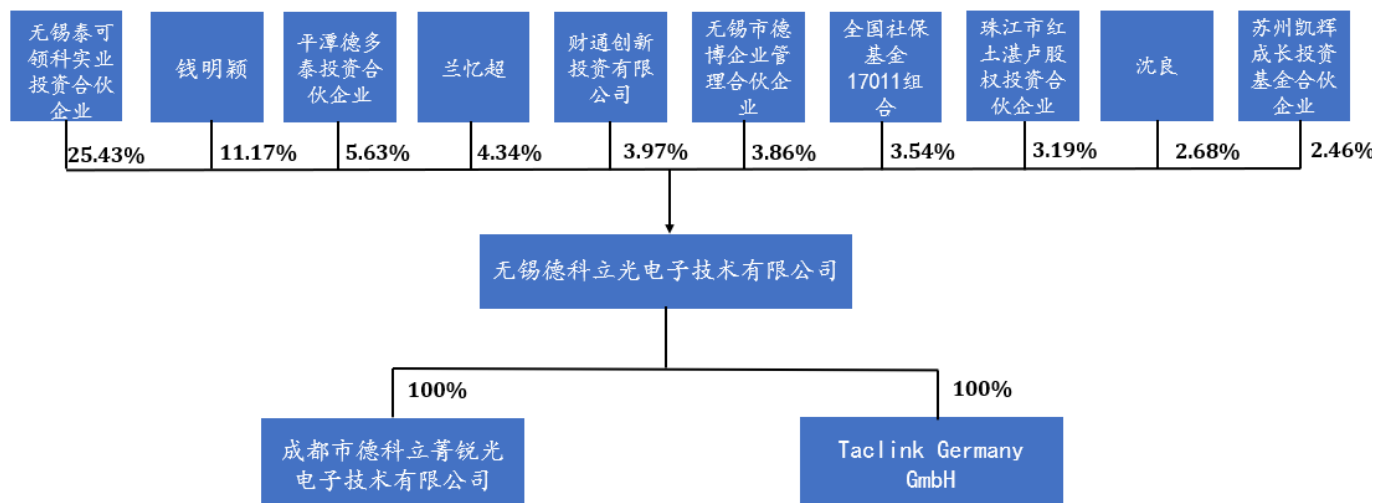 无锡泰可
领科实业
投资合伙
企业
钱明颖
平潭德多
泰投资合
伙企业
兰忆超
财通创新
投资有限
公司
无锡市德
博企业管
理合伙企
业
全国社保
基金
17011组
合
珠江市红
土湛卢股
权投资合
伙企业
沈良
苏州凯辉
成长投资
基金合伙
企业
25.43%
11.17%
5.63%
4.34%
3.97%
3.86%
3.54%
3.19%
2.68%
2.46%
无锡德科立光电子技术有限公司
100%
100%
成都市德科立菁锐光
电子技术有限公司
Taclink Germany
GmbH